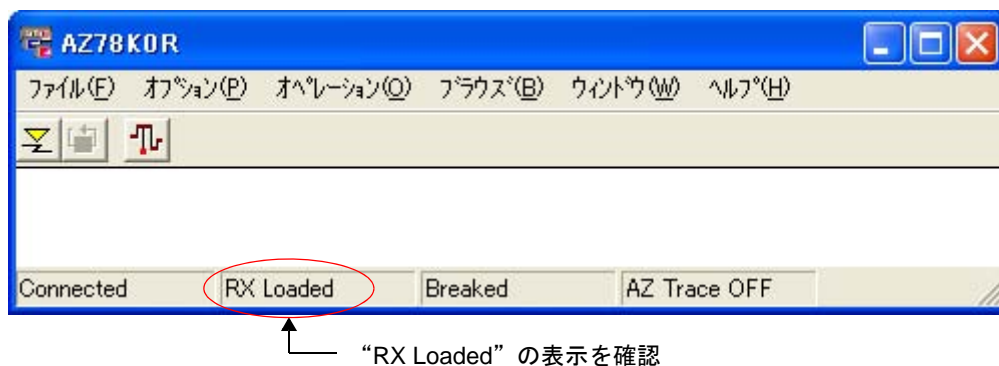 AZ78K0R
ﾌｧｲﾙ(F) ｵﾌﾟｼｮﾝ(P) ｵﾍﾟﾚｰｼｮﾝ(O) ﾌﾞﾗｳｽﾞ(B) ｳｨﾝﾄﾞｳ(W) ﾍﾙﾌﾟ(H)
Connected RX Loaded Breaked AZ Trace OFF
“RX Loaded”の表示を確認